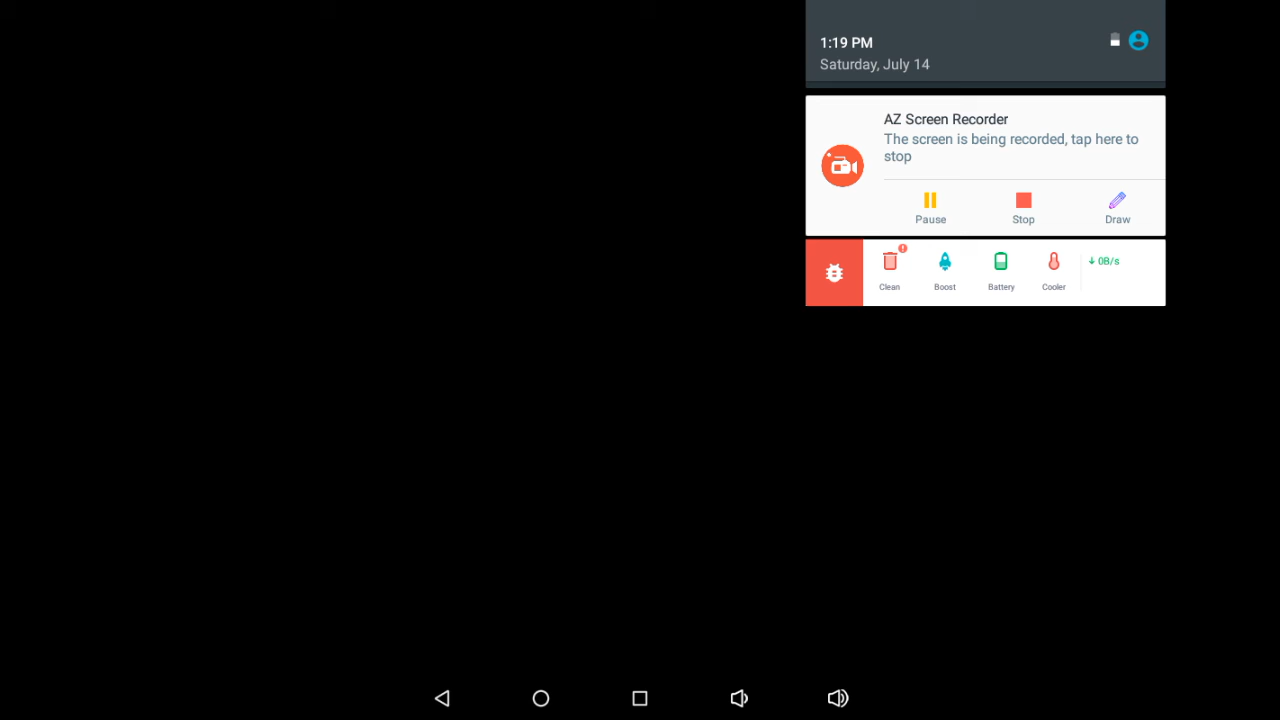 1:19 PM
Saturday, July 14
AZ Screen Recorder
The screen is being recorded, tap here to
stop
Pause Stop Draw
Clean Boost Battery Cooler 0B/s